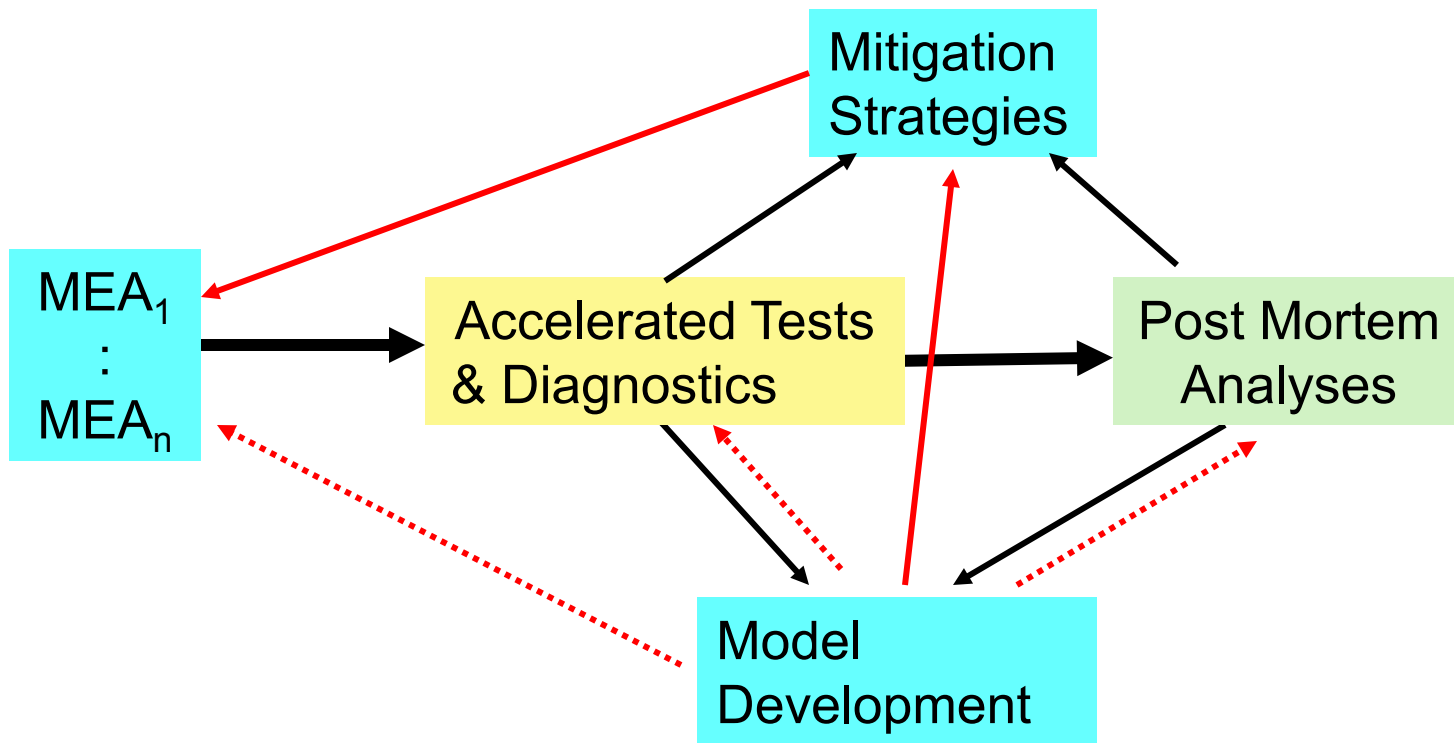 Mitigation
Strategies
MEA₁
:
MEAₙ
Accelerated Tests
& Diagnostics
Post Mortem
Analyses
Model
Development